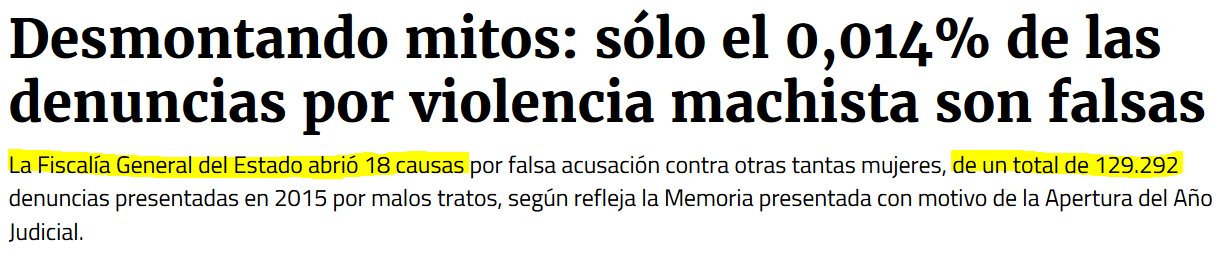 Desmontando mitos: sólo el 0,014% de las
denuncias por violencia machista son falsas
La Fiscalía General del Estado abrió 18 causas por falsa acusación contra otras tantas mujeres, de un total de 129.292
denuncias presentadas en 2015 por malos tratos, según refleja la Memoria presentada con motivo de la Apertura del Año
Judicial.